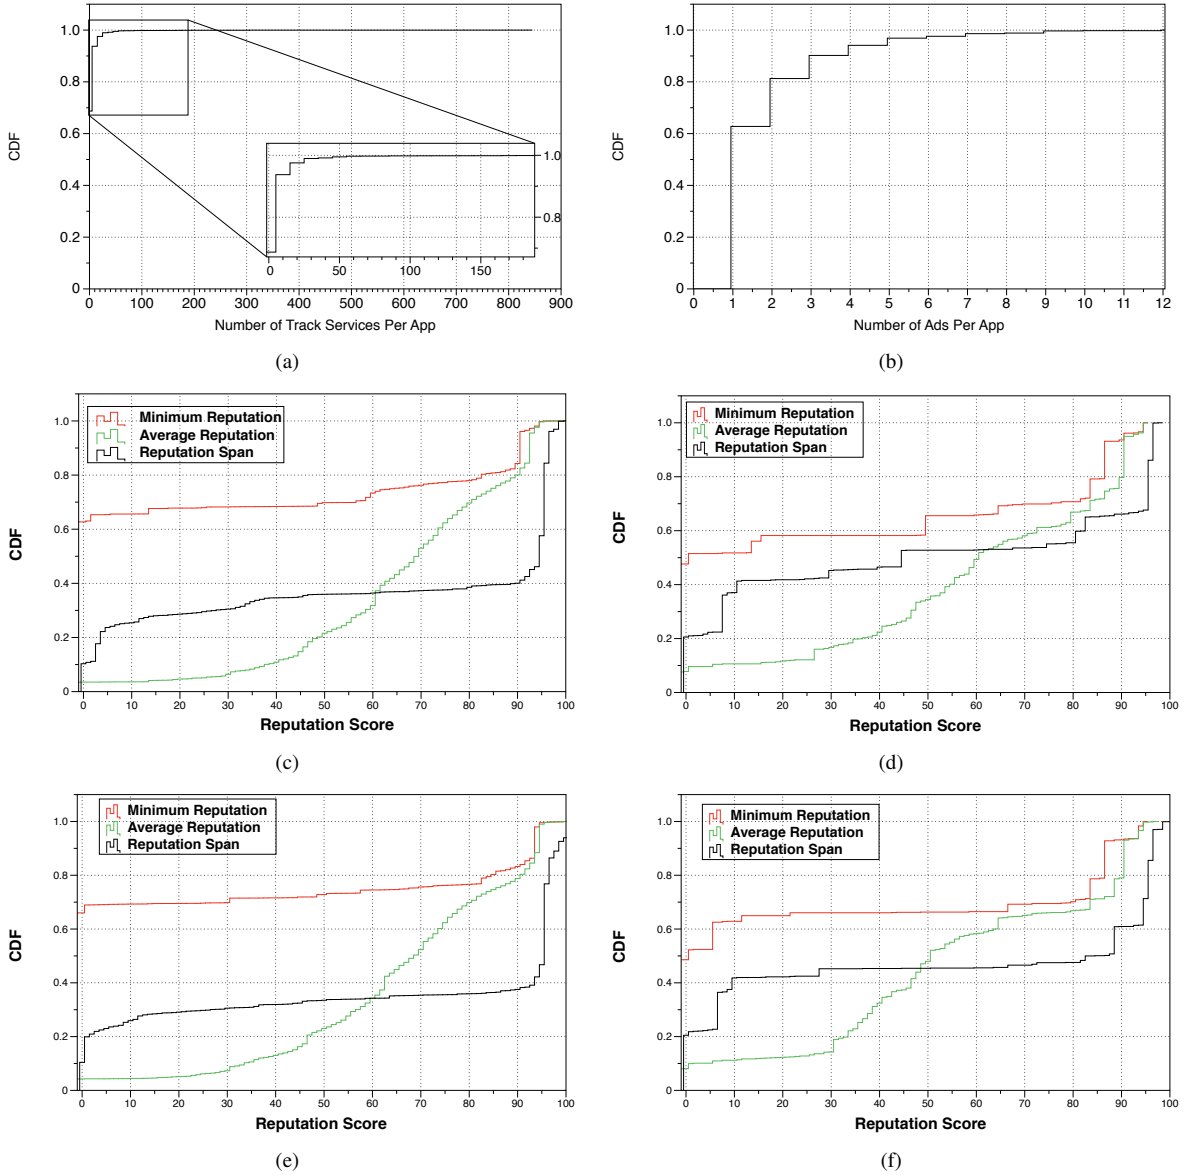 1.0
0.8
0.6
0.4
0.2
0
CDF
1.0
0.8
0 50 100 150
0 100 200 300 400 500 600 700 800 900
Number of Track Services Per App
(a)
1.0
0.8
0.6
0.4
0.2
0
CDF
0 1 2 3 4 5 6 7 8 9 10 11 12
Number of Ads Per App
(b)
Minimum Reputation
Average Reputation
Reputation Span
1.0
0.8
0.6
0.4
0.2
0
CDF
0 10 20 30 40 50 60 70 80 90 100
Reputation Score
(c)
Minimum Reputation
Average Reputation
Reputation Span
1.0
0.8
0.6
0.4
0.2
0
CDF
0 10 20 30 40 50 60 70 80 90 100
Reputation Score
(d)
Minimum Reputation
Average Reputation
Reputation Span
1.0
0.8
0.6
0.4
0.2
0
CDF
0 10 20 30 40 50 60 70 80 90 100
Reputation Score
(e)
Minimum Reputation
Average Reputation
Reputation Span
1.0
0.8
0.6
0.4
0.2
0
CDF
0 10 20 30 40 50 60 70 80 90 100
Reputation Score
(f)